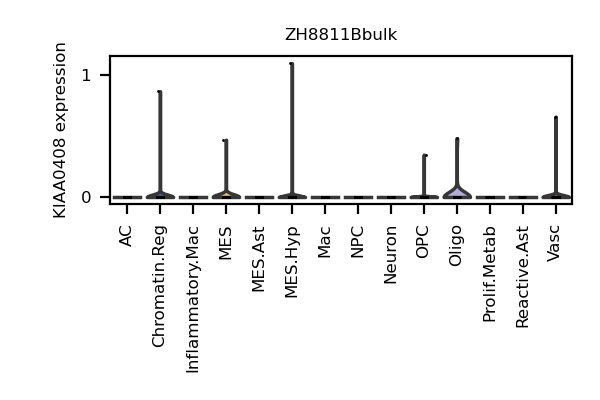 ZH8811Bbulk
KIAA0408 expression
1
0
AC
Chromatin.Reg
Inflammatory.Mac
MES
MES.Ast
MES.Hyp
Mac
NPC
Neuron
OPC
Oligo
Prolif.Metab
Reactive.Ast
Vasc